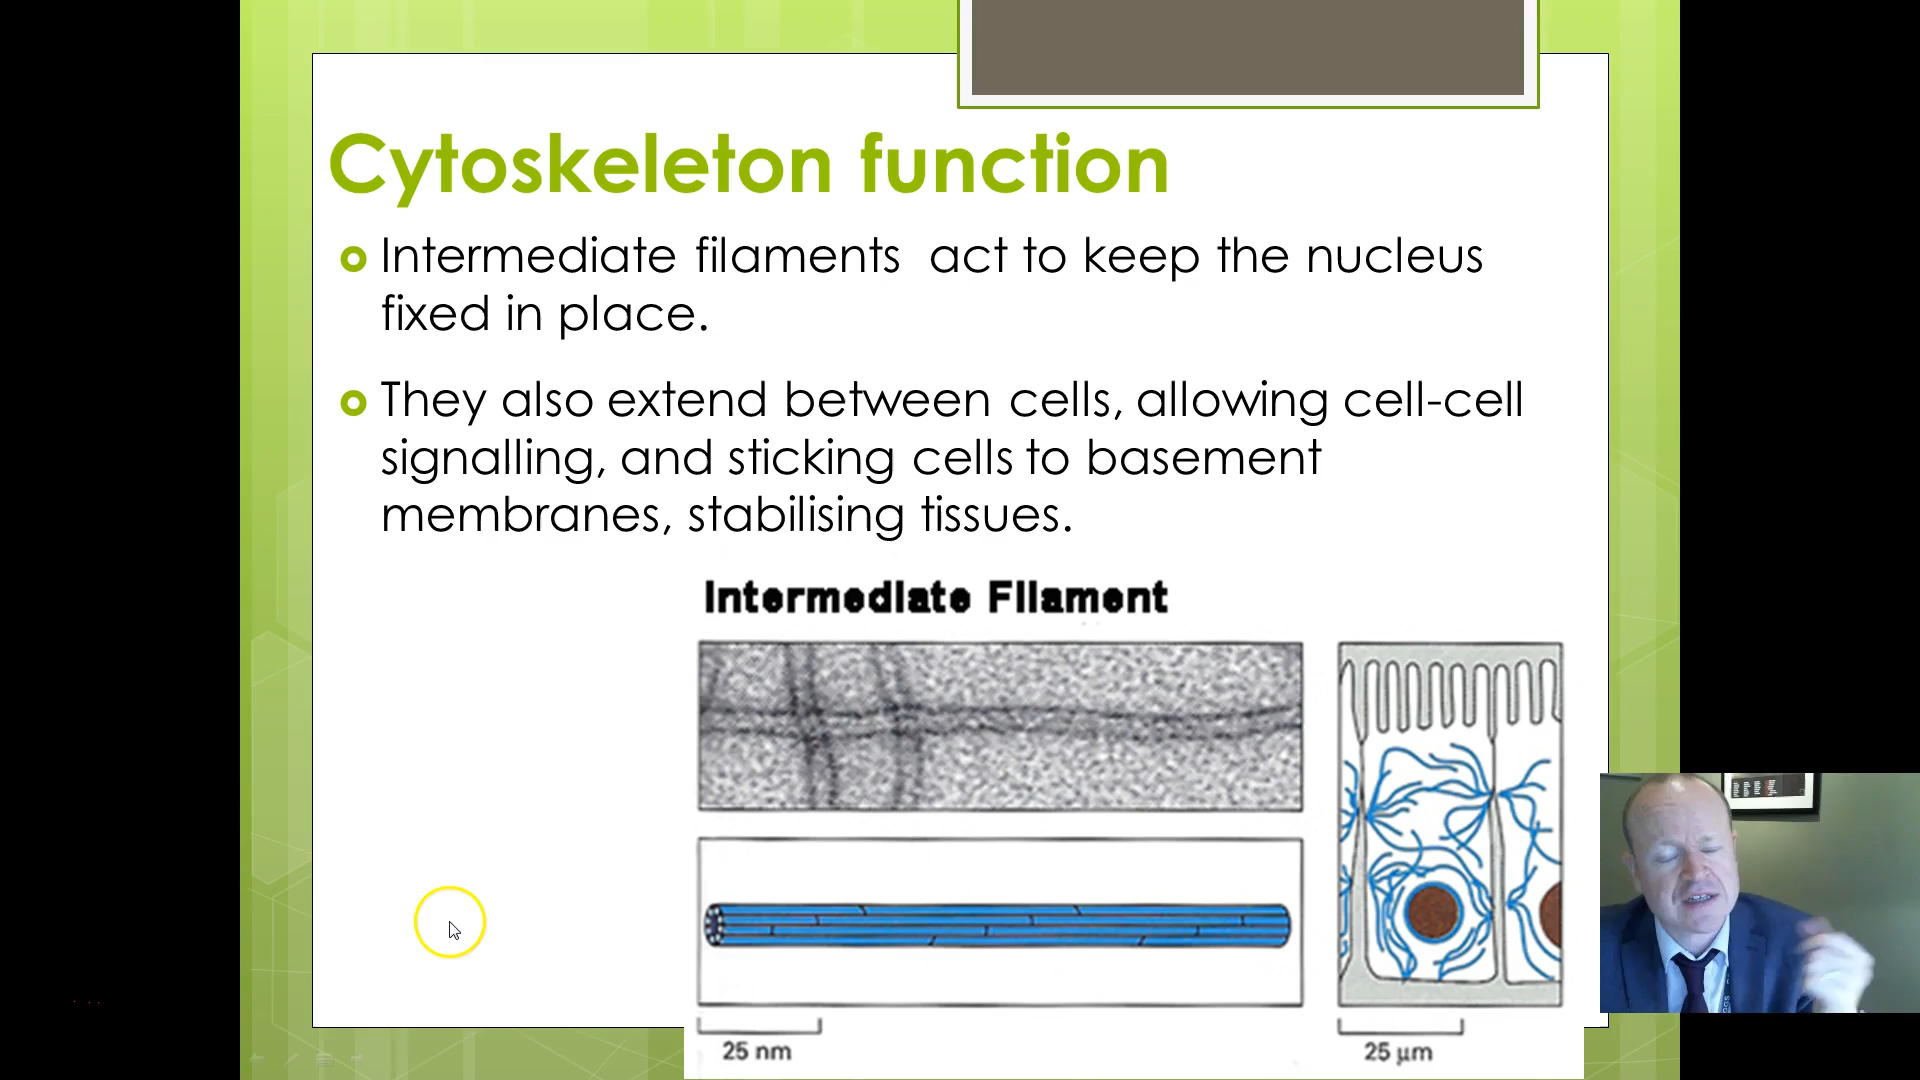 Cytoskeleton function
Intermediate filaments act to keep the nucleus
fixed in place.
They also extend between cells, allowing cell-cell
signalling, and sticking cells to basement
membranes, stabilising tissues.
Intermediate Filament
25 nm
25 µm